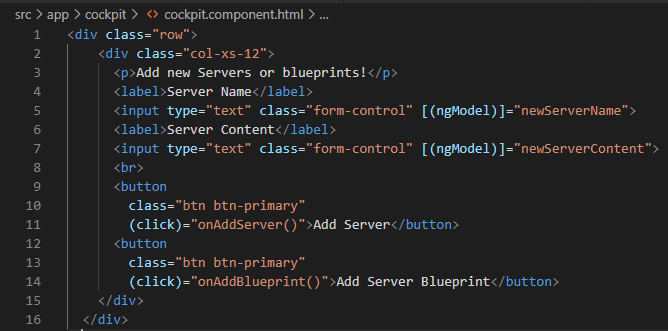 src > app > cockpit > <> cockpit.component.html > ...
1 <div class="row">
2 <div class="col-xs-12">
3 <p>Add new Servers or blueprints!</p>
4 <label>Server Name</label>
5 <input type="text" class="form-control" [(ngModel)]="newServerName">
6 <label>Server Content</label>
7 <input type="text" class="form-control" [(ngModel)]="newServerContent">
8 <br>
9 <button
10 class="btn btn-primary"
11 (click)="onAddServer()">Add Server</button>
12 <button
13 class="btn btn-primary"
14 (click)="onAddBlueprint()">Add Server Blueprint</button>
15 </div>
16 </div>